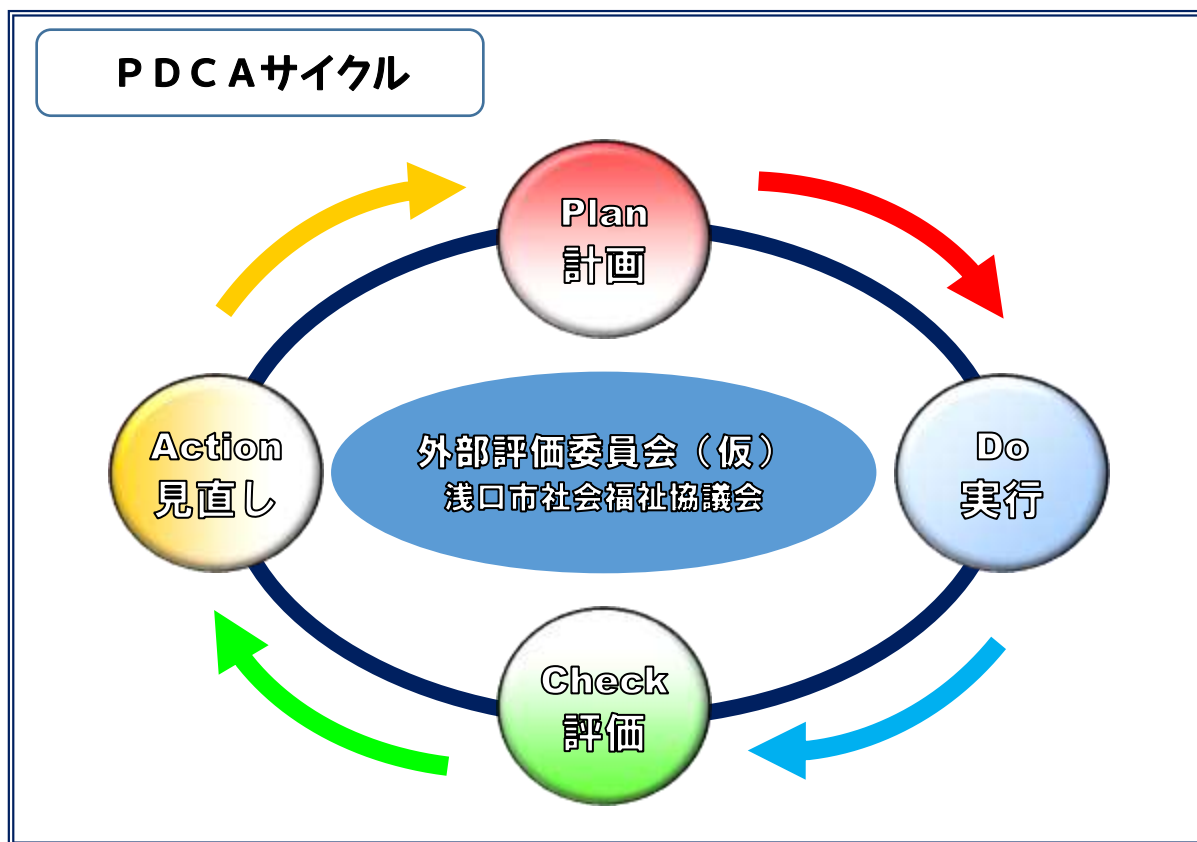 ＰＤＣＡサイクル
Plan
計画
Action
見直し
外部評価委員会（仮）
浅口市社会福祉協議会
Do
実行
Check
評価